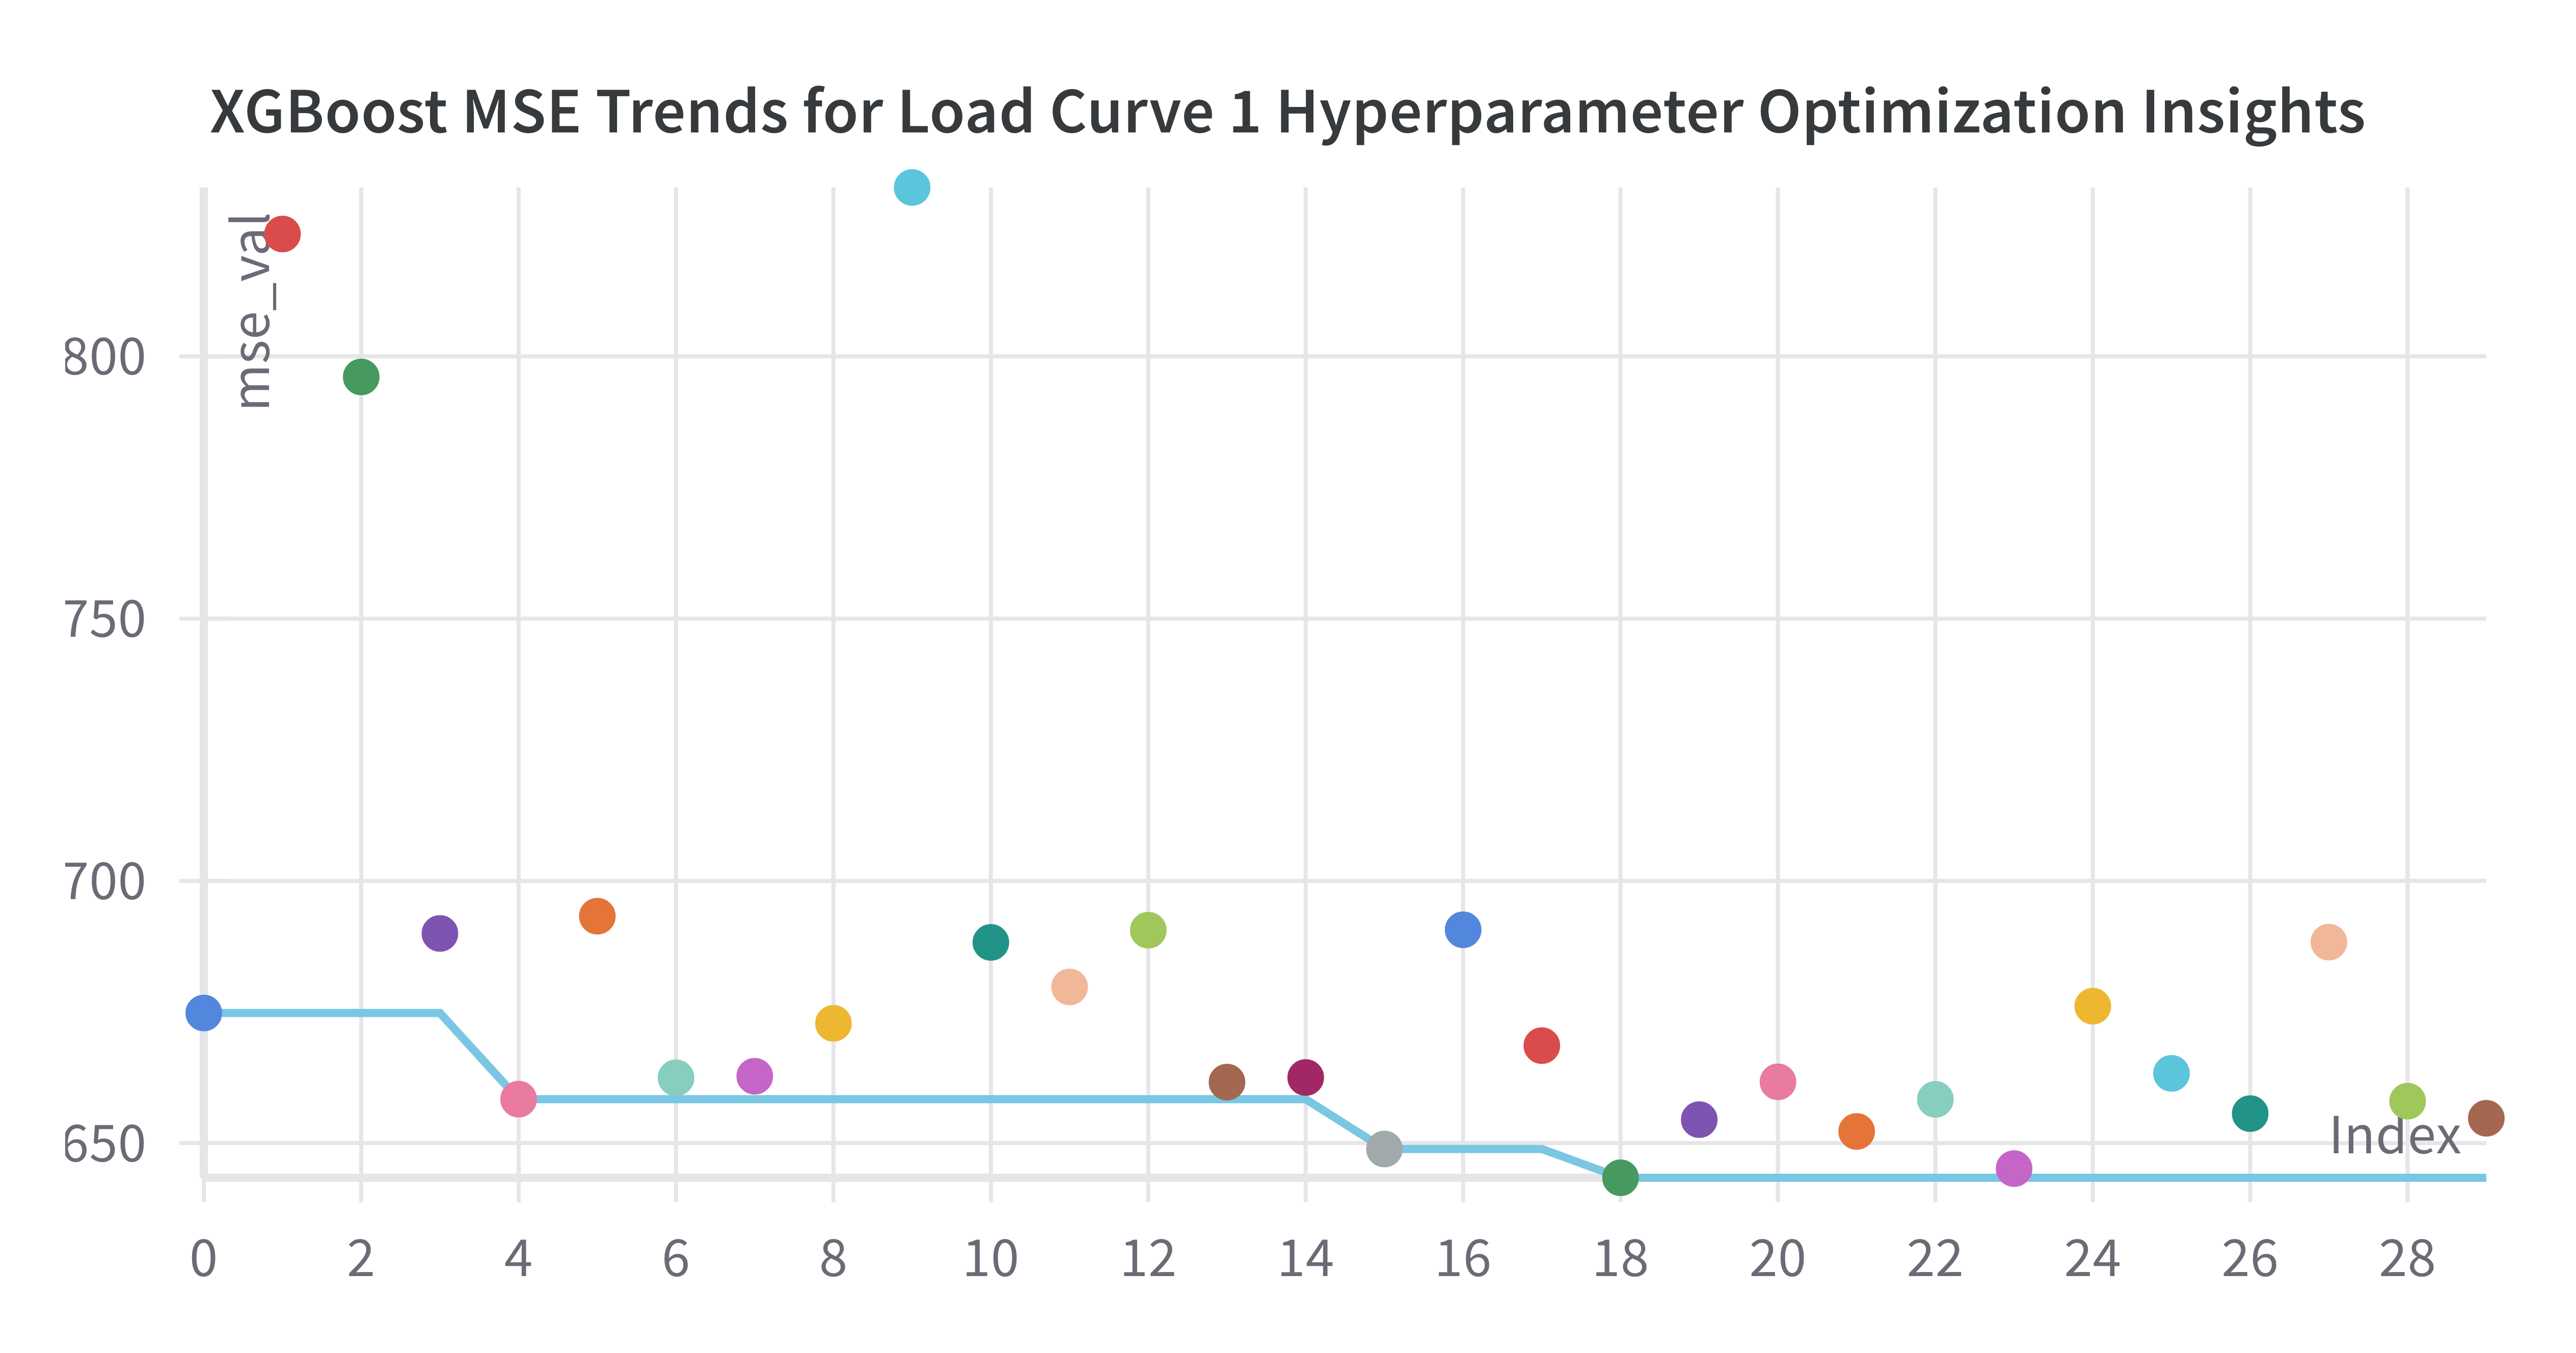 XGBoost MSE Trends for Load Curve 1 Hyperparameter Optimization Insights
mse_val
800
750
700
650
Index
0 2 4 6 8 10 12 14 16 18 20 22 24 26 28